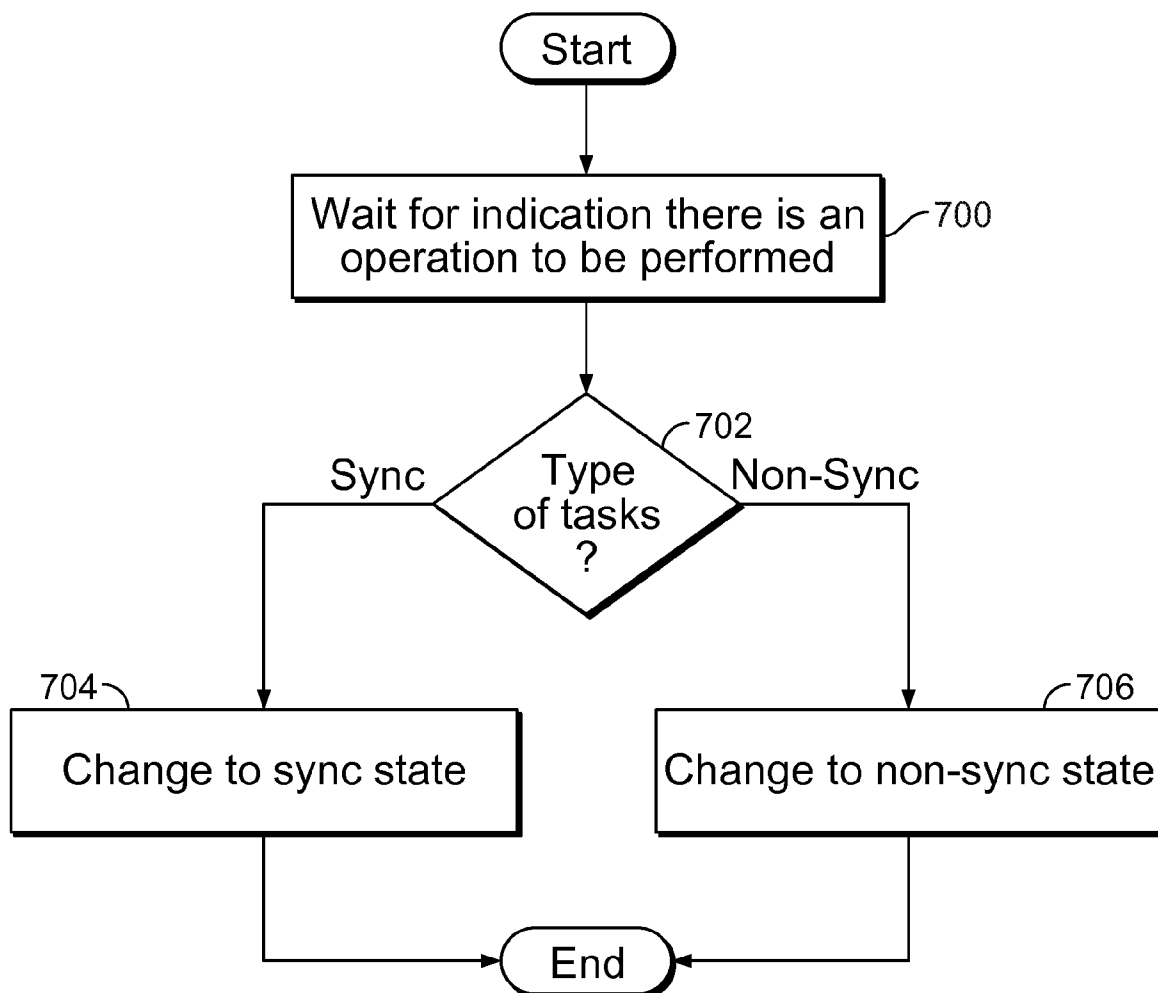 Start
Wait for indication there is an
operation to be performed
700
702
Sync
Type
of tasks
?
Non-Sync
704
706
Change to sync state
Change to non-sync state
End